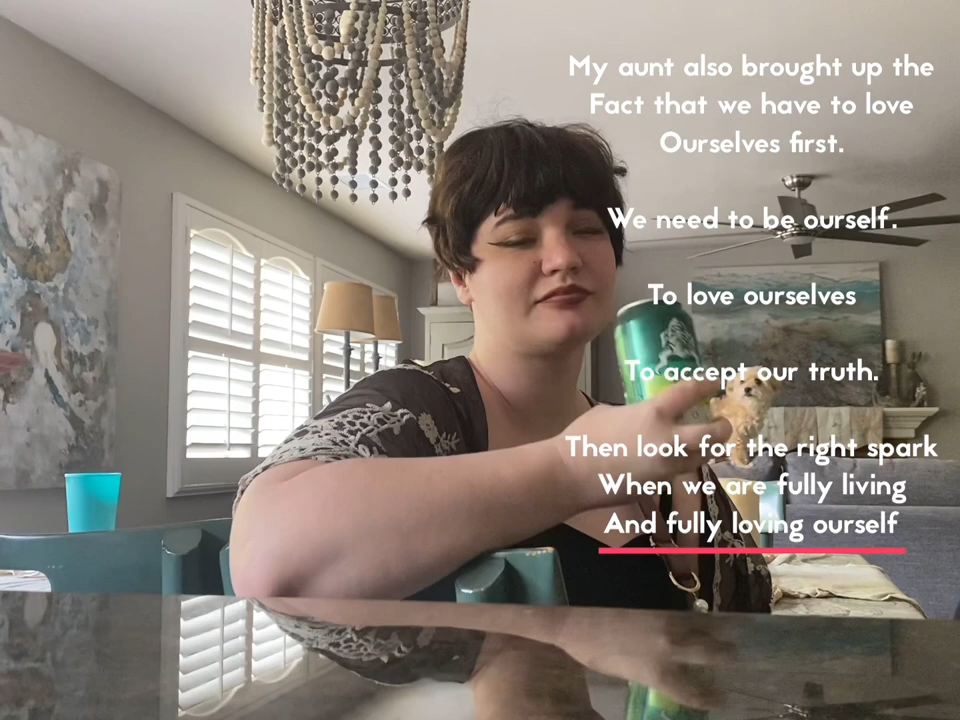 My aunt also brought up the
Fact that we have to love
Ourselves first.
We need to be ourself.
To love ourselves
To accept our truth.
Then look for the right spark
When we are fully living
And fully loving ourself